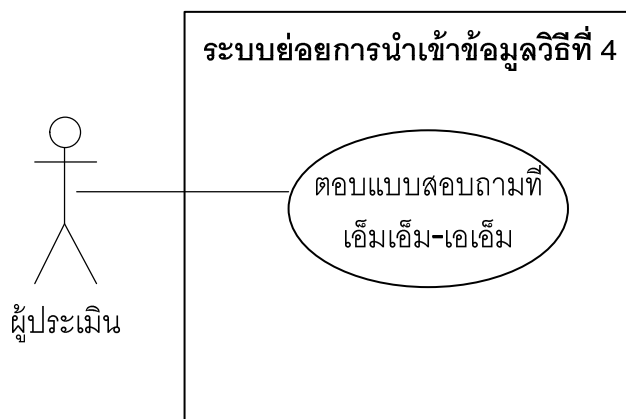 ระบบย่อยการนำเข้าข้อมูลวิธีที่ 4
ตอบแบบสอบถามที
เอ็มเอ็ม-เอเอ็ม
ผู้ประเมิน